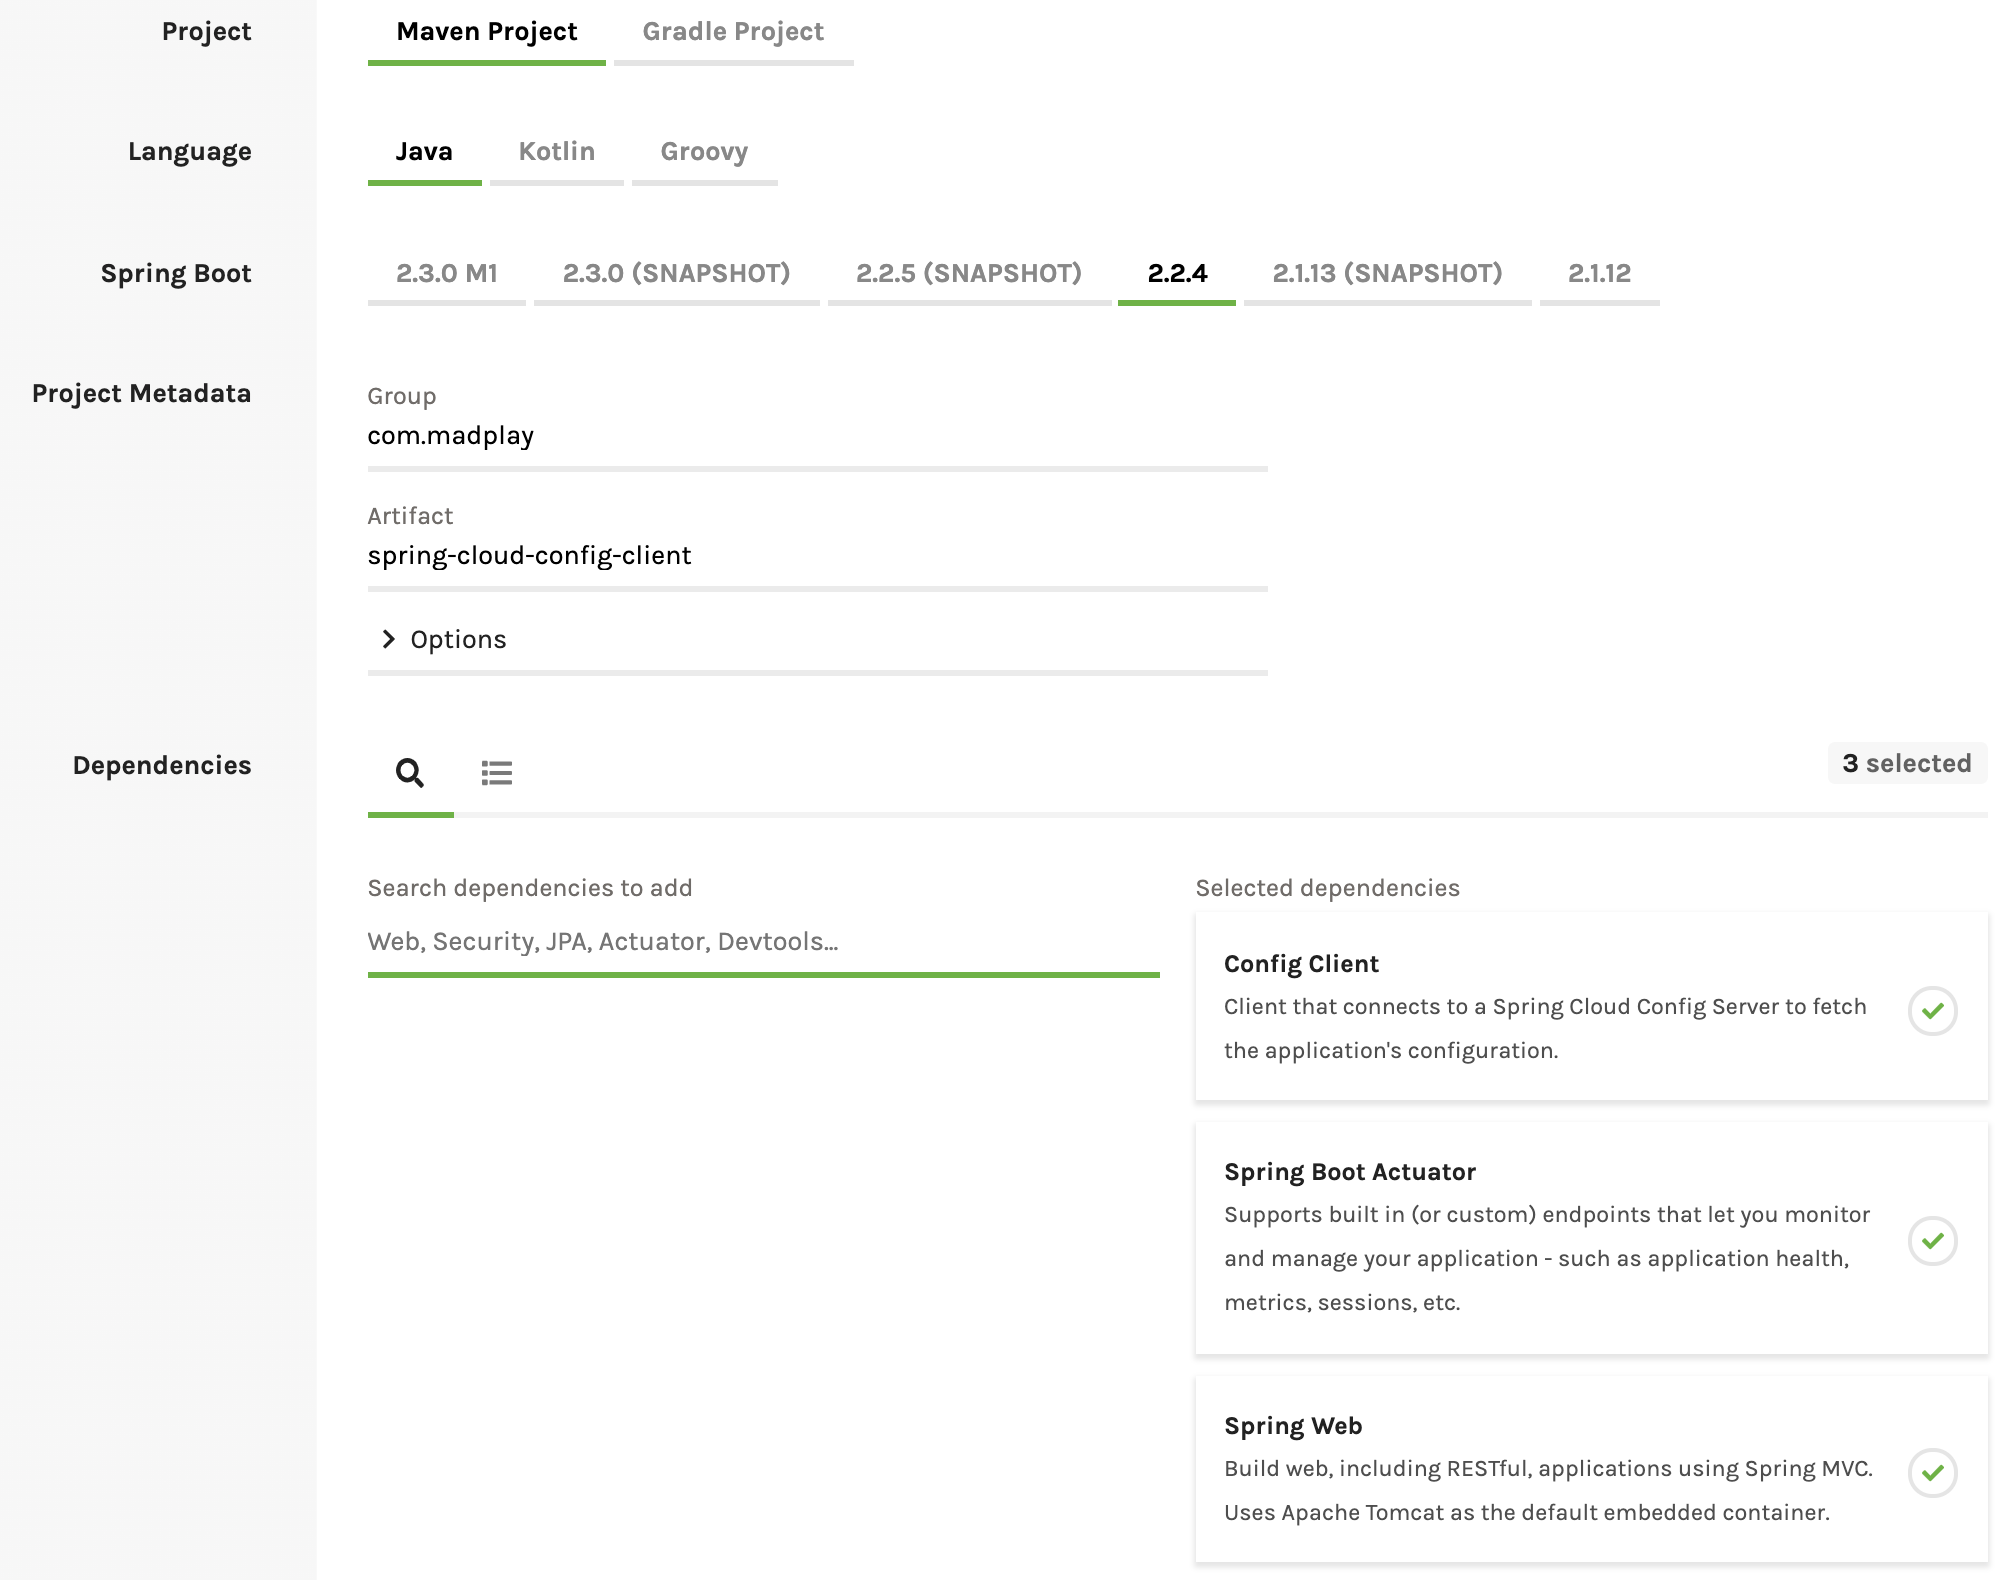 Project
Maven Project Gradle Project
Language
Java Kotlin Groovy
Spring Boot
2.3.0 M1 2.3.0 (SNAPSHOT) 2.2.5 (SNAPSHOT) 2.2.4 2.1.13 (SNAPSHOT) 2.1.12
Project Metadata
Group
com.madplay
Artifact
spring-cloud-config-client
Options
Dependencies
3 selected
Search dependencies to add
Web, Security, JPA, Actuator, Devtools...
Selected dependencies
Config Client
Client that connects to a Spring Cloud Config Server to fetch
the application's configuration.
Spring Boot Actuator
Supports built in (or custom) endpoints that let you monitor
and manage your application - such as application health,
metrics, sessions, etc.
Spring Web
Build web, including RESTful, applications using Spring MVC.
Uses Apache Tomcat as the default embedded container.